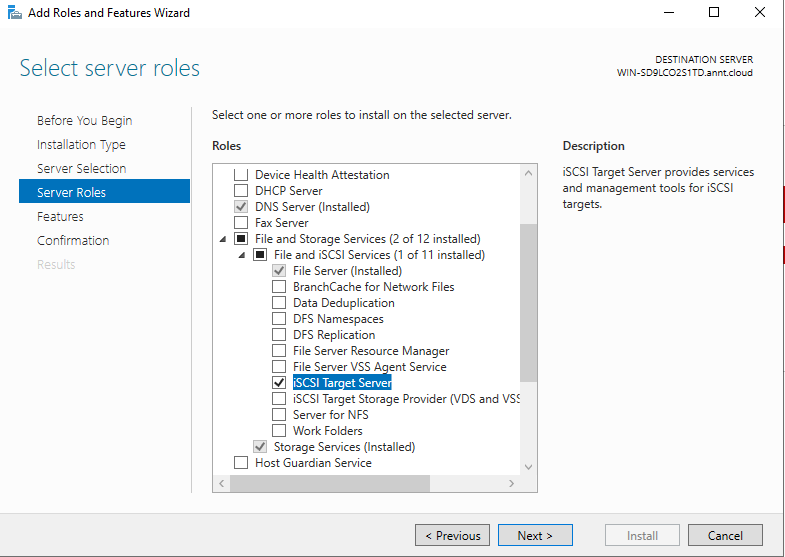 Add Roles and Features Wizard
Select server roles
DESTINATION SERVER
WIN-SD9LCO2S1TD.annt.cloud
Before You Begin
Installation Type
Server Selection
Server Roles
Features
Confirmation
Results
Select one or more roles to install on the selected server.
Roles
Device Health Attestation
DHCP Server
DNS Server (Installed)
Fax Server
File and Storage Services (2 of 12 installed)
File and iSCSI Services (1 of 11 installed)
File Server (Installed)
BranchCache for Network Files
Data Deduplication
DFS Namespaces
DFS Replication
File Server Resource Manager
File Server VSS Agent Service
iSCSI Target Server
iSCSI Target Storage Provider (VDS and VSS
Server for NFS
Work Folders
Storage Services (Installed)
Host Guardian Service
Description
iSCSI Target Server provides services
and management tools for iSCSI
targets.
< Previous
Next >
Install
Cancel